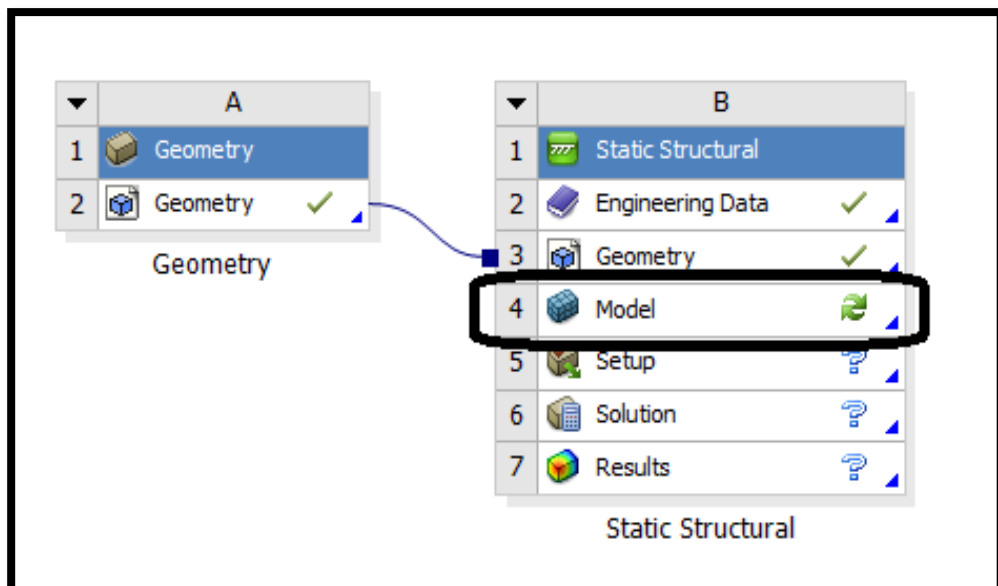 A
1 Geometry
2 Geometry
Geometry
B
1 Static Structural
2 Engineering Data
3 Geometry
4 Model
5 Setup
6 Solution
7 Results
Static Structural